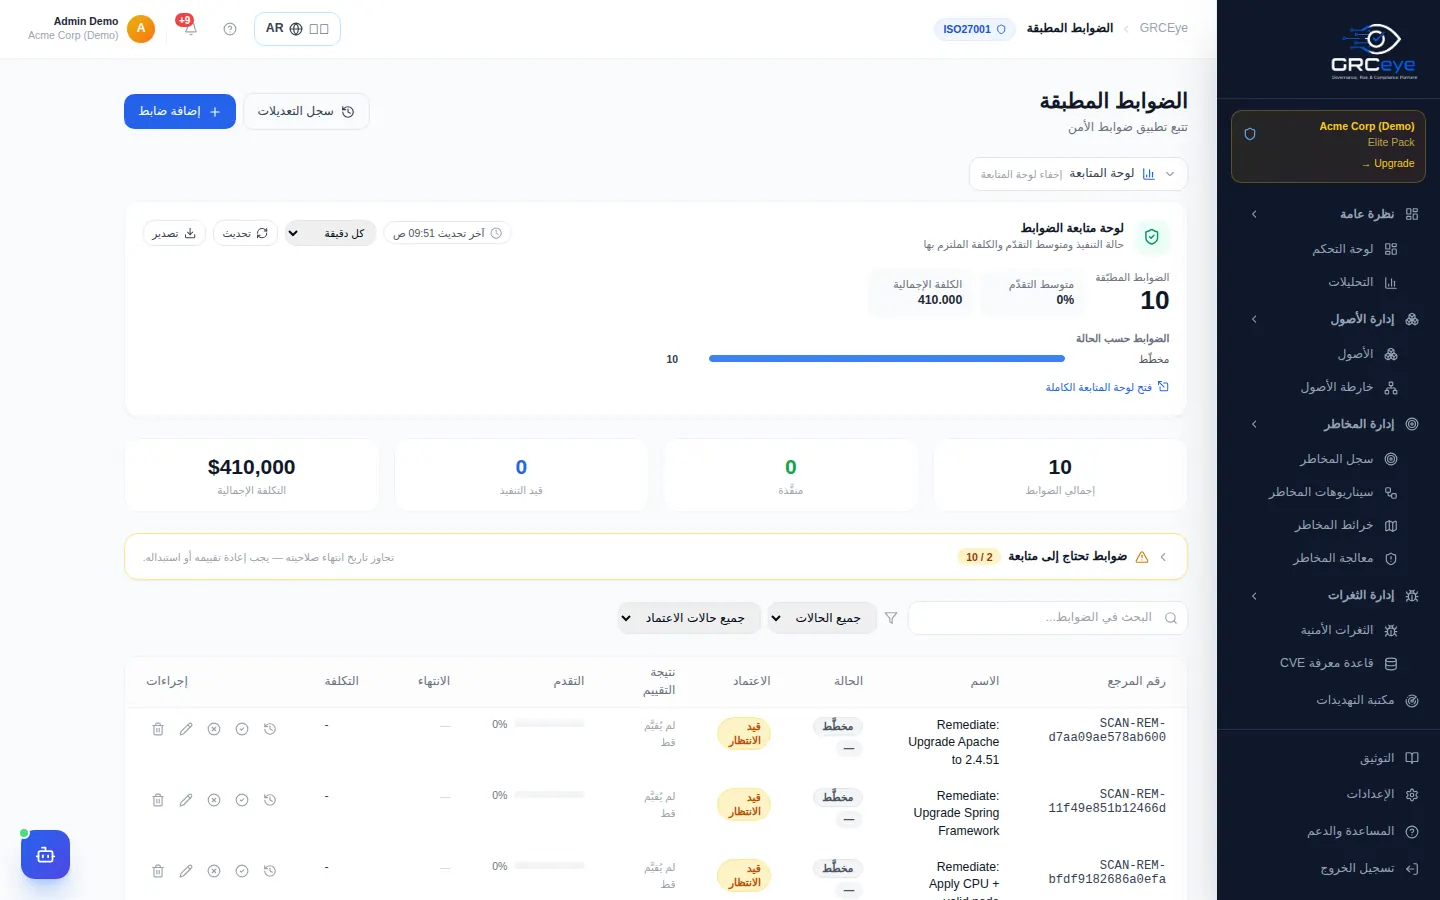 GRCeye
Governance, Risk & Compliance Partners
Acme Corp (Demo)
Elite Pack
Upgrade →
نظرة عامة
لوحة التحكم
التحليلات
إدارة الأصول
الأصول
خارطة الأصول
إدارة المخاطر
سجل المخاطر
سيناريوهات المخاطر
خرائط المخاطر
معالجة المخاطر
إدارة الثغرات
الثغرات الأمنية
قاعدة معرفة CVE
مكتبة التهديدات
التوثيق
الإعدادات
المساعدة والدعم
تسجيل الخروج
GRCEye
الضوابط المطبقة
ISO27001
AR
+9
Admin Demo
Acme Corp (Demo)
A
الضوابط المطبقة
تتبع تطبيق ضوابط الأمن
سجل التعديلات
إضافة ضابط
لوحة المتابعة إخفاء لوحة المتابعة
لوحة متابعة الضوابط
حالة التنفيذ ومتوسط التقدّم والكلفة الملتزم بها
آخر تحديث 09:51 ص
كل دقيقة
تحديث
تصدير
الضوابط المطبّقة
10
متوسط التقدّم
0%
الكلفة الإجمالية
410.000
الضوابط حسب الحالة
مخطّط
10
فتح لوحة المتابعة الكاملة
10
إجمالي الضوابط
0
منفَّذة
0
قيد التنفيذ
$410,000
التكلفة الإجمالية
ضوابط تحتاج إلى متابعة
10 / 2
تجاوز تاريخ انتهاء صلاحيته — يجب إعادة تقييمه أو استبداله.
البحث في الضوابط...
جميع الحالات
جميع حالات الاعتماد
رقم المرجع
الاسم
الحالة
الاعتماد
نتيجة
التقييم
التقدم
الانتهاء
التكلفة
إجراءات
SCAN-REM-
d7aa09ae578ab600
Remediate:
Upgrade Apache
to 2.4.51
مخطَّط
—
قيد
الانتظار
لم يُقيَّم
قط
0%
—
-
SCAN-REM-
11f49e851b12466d
Remediate:
Upgrade Spring
Framework
مخطَّط
—
قيد
الانتظار
لم يُقيَّم
قط
0%
—
-
SCAN-REM-
bfdf9182686a0efa
Remediate:
Apply CPU +
مخطَّط
—
قيد
الانتظار
لم يُقيَّم
قط
0%
—
-